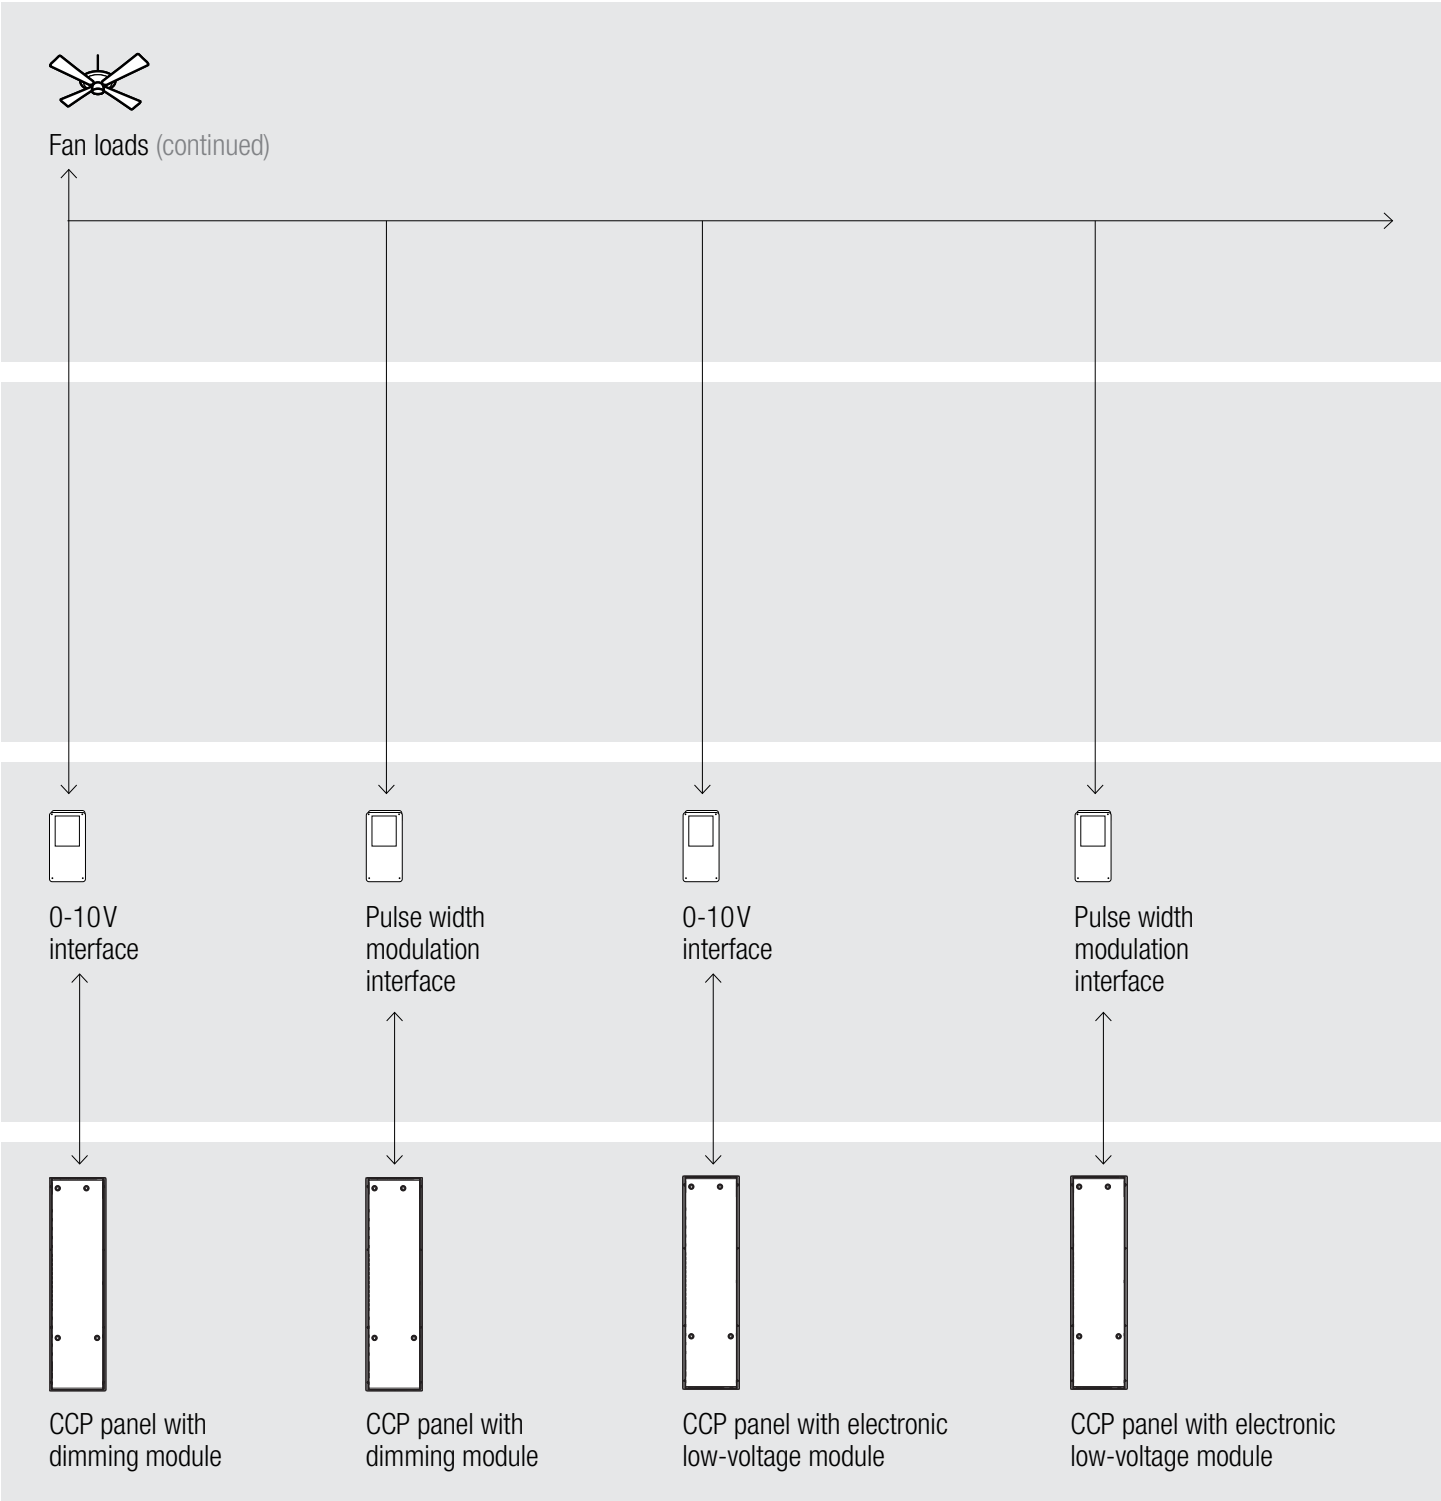 Fan loads (continued)
0-10V
interface
Pulse width
modulation
interface
0-10V
interface
Pulse width
modulation
interface
CCP panel with
dimming module
CCP panel with
dimming module
CCP panel with electronic
low-voltage module
CCP panel with electronic
low-voltage module